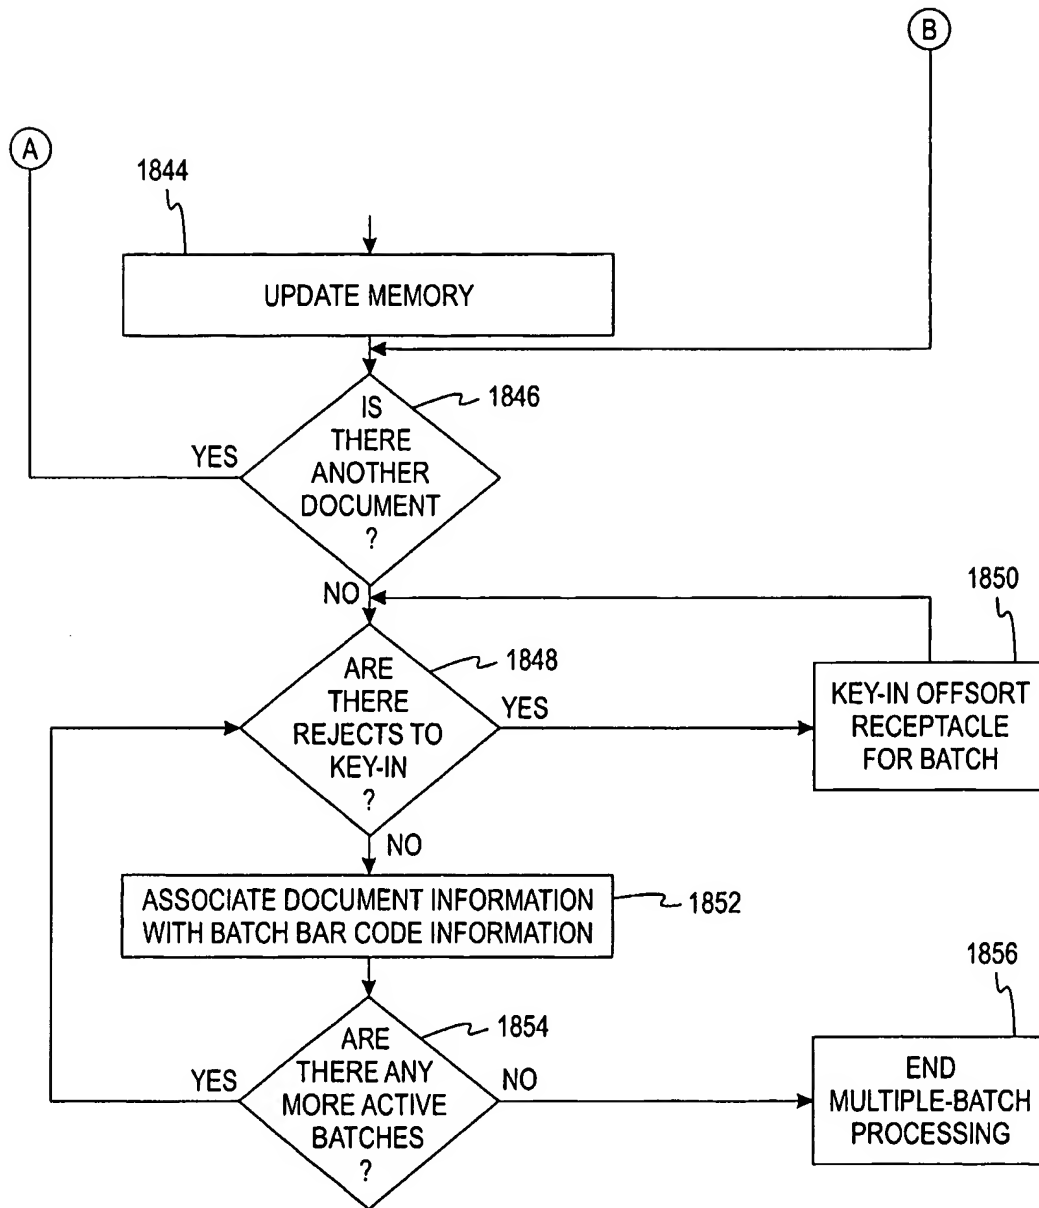 B
A
1844
UPDATE MEMORY
1846
IS
THERE
ANOTHER
DOCUMENT
?
YES
NO
1850
1848
ARE
THERE
REJECTS TO
KEY-IN
?
YES
KEY-IN OFFSORT
RECEPTACLE
FOR BATCH
NO
ASSOCIATE DOCUMENT INFORMATION
WITH BATCH BAR CODE INFORMATION
1852
1856
1854
ARE
THERE ANY
MORE ACTIVE
BATCHES
?
YES
NO
END
MULTIPLE-BATCH
PROCESSING